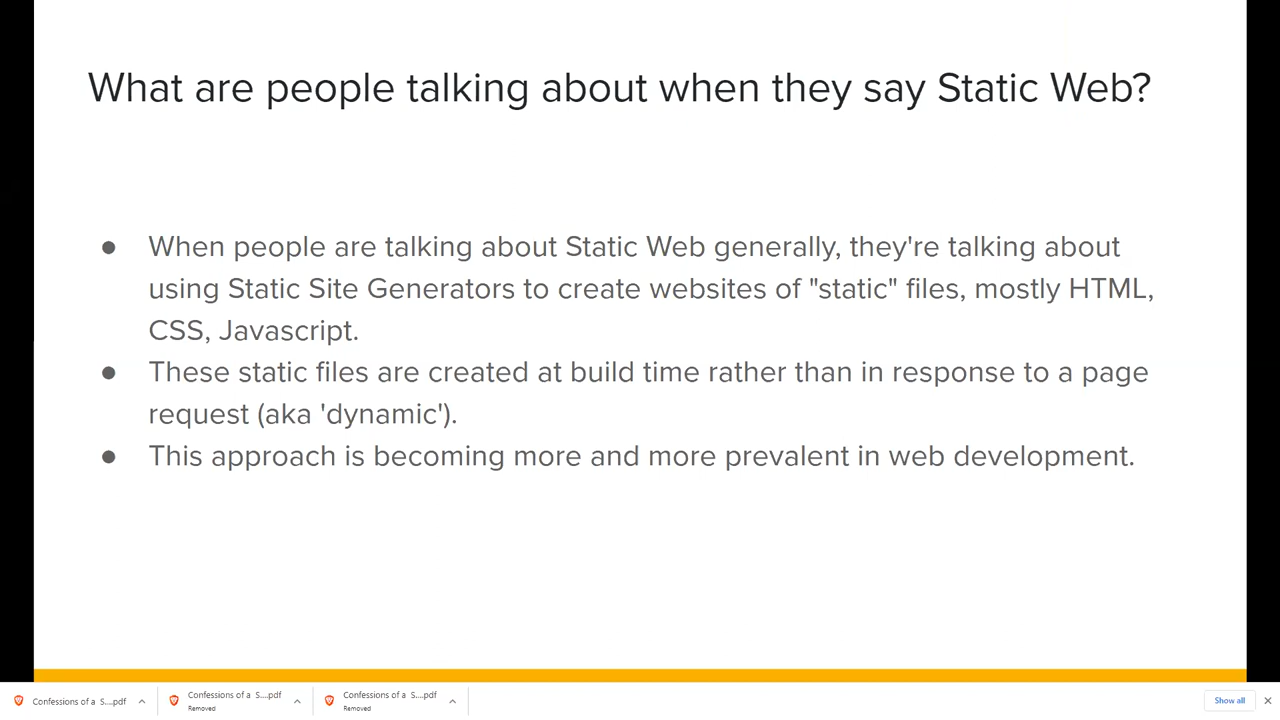 What are people talking about when they say Static Web?
● When people are talking about Static Web generally, they're talking about
using Static Site Generators to create websites of "static" files, mostly HTML,
CSS, Javascript.
● These static files are created at build time rather than in response to a page
request (aka 'dynamic').
● This approach is becoming more and more prevalent in web development.
Confessions of a S....pdf
Confessions of a S....pdf
Removed
Confessions of a S....pdf
Removed
Show all